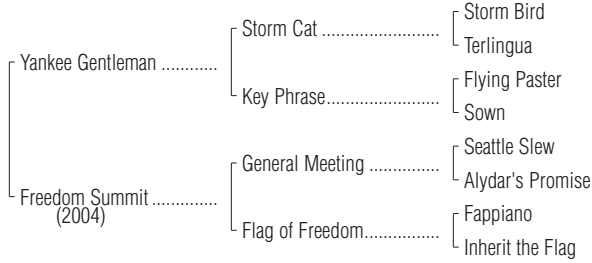 Storm Bird
Storm Cat ........................
Terlingua
Yankee Gentleman ............
Flying Paster
Key Phrase........................
Sown
Seattle Slew
General Meeting ..............
Alydar's Promise
Freedom Summit..............
(2004)
Fappiano
Flag of Freedom................
Inherit the Flag